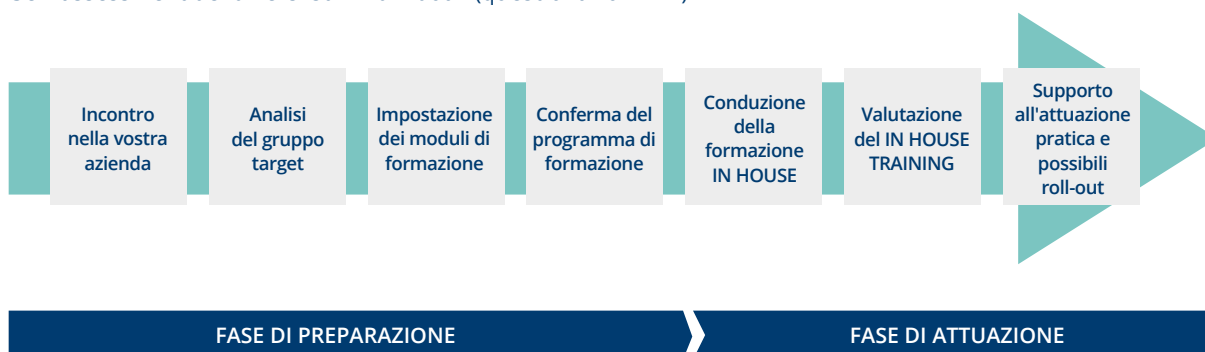 Incontro
nella vostra
azienda
Analisi
del gruppo
target
Impostazione
dei moduli di
formazione
Conferma del
programma di
formazione
Conduzione
della
formazione
IN HOUSE
Valutazione
del IN HOUSE
TRAINING
Supporto
all'attuazione
pratica e
possibili
roll-out
FASE DI PREPARAZIONE
FASE DI ATTUAZIONE